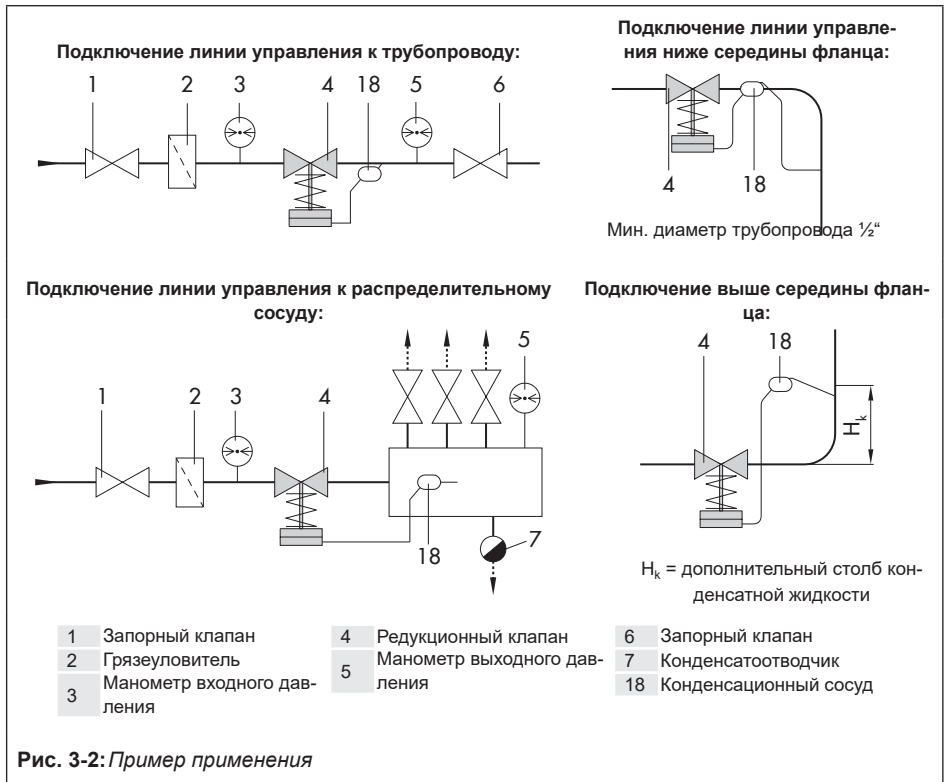 Подключение линии управления к трубопроводу:
1 2 3 4 18 5 6
Подключение линии управле-
ния ниже середины фланца:
4 18
Мин. диаметр трубопровода ½“
Подключение линии управления к распределительному
сосуду:
1 2 3 4 5
18 7
Подключение выше середины флан-
ца:
4 18
Hk
Hk = дополнительный столб кон-
денсатной жидкости
1 Запорный клапан
2 Грязеуловитель
3 Манометр входного дав-
ления
4 Редукционный клапан
5 Манометр выходного дав-
ления
6 Запорный клапан
7 Конденсатоотводчик
18 Конденсационный сосуд
Рис. 3-2: Пример применения